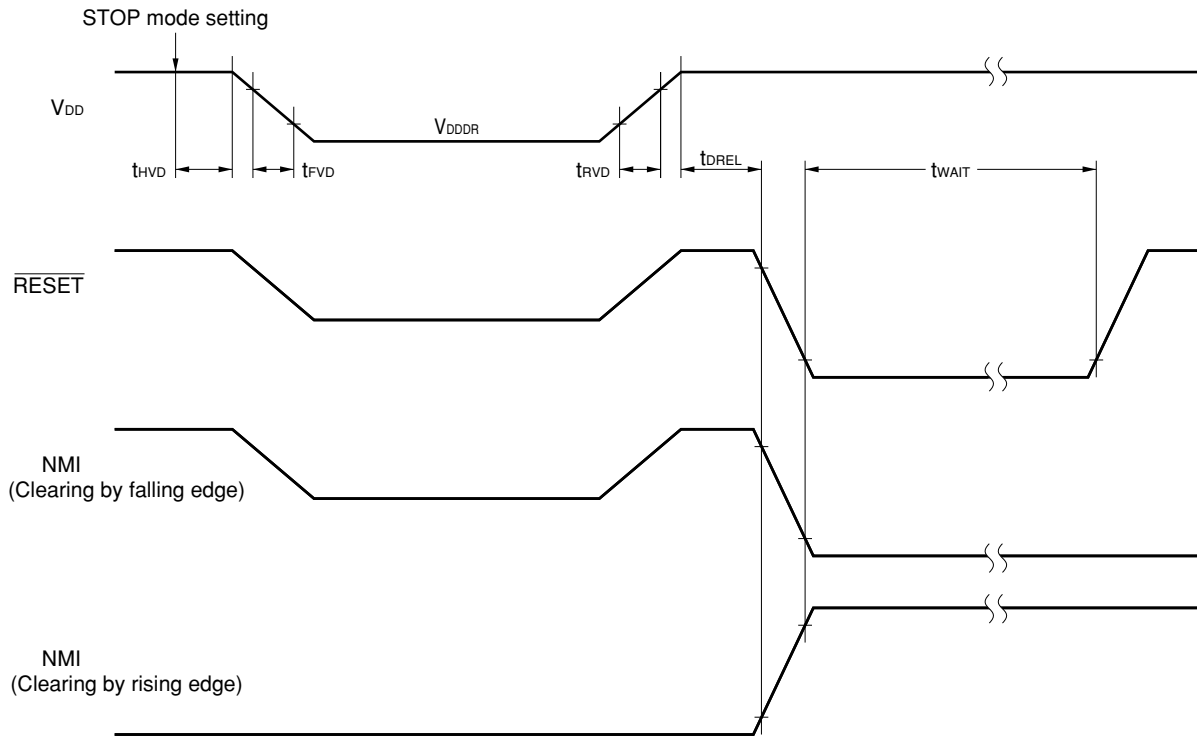 STOP mode setting
VDD
VDDDR
tHVD
tFVD
tRVD
tDREL
tWAIT
RESET
NMI
(Clearing by falling edge)
NMI
(Clearing by rising edge)